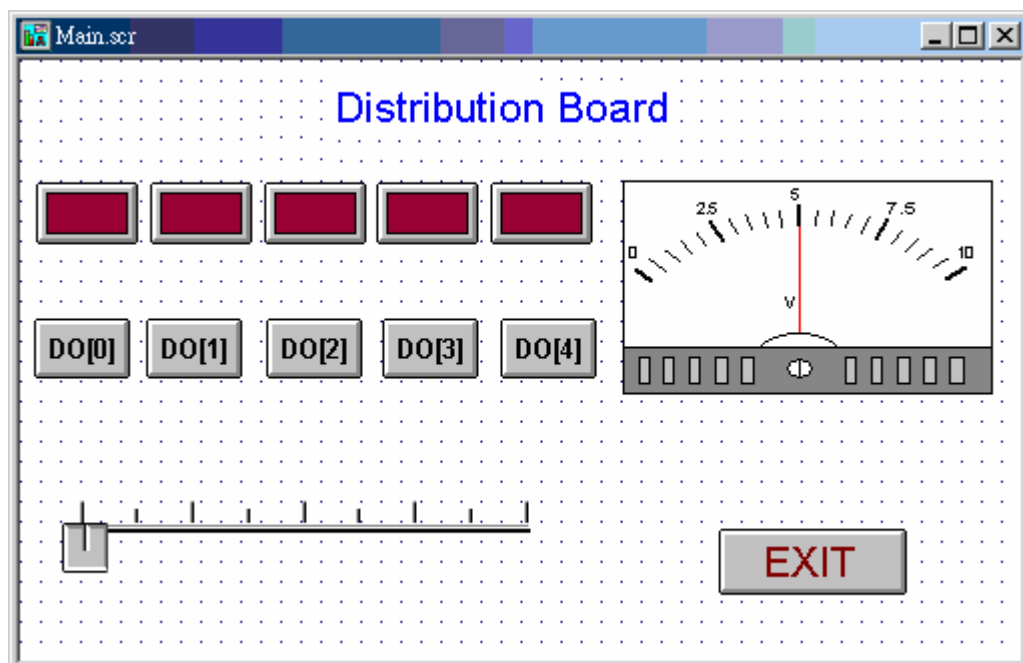 Main.scr
Distribution Board
0 2.5 5 7.5 10
V
DO[0] DO[1] DO[2] DO[3] DO[4]
EXIT